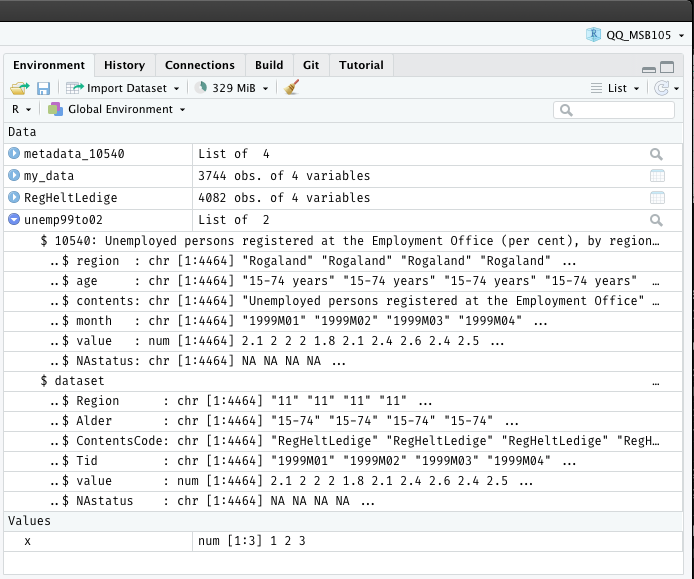 QQ_MSB105
Environment History Connections Build Git Tutorial
Import Dataset 329 MiB List
R Global Environment
Data
metadata_10540 List of  4
my_data 3744 obs. of 4 variables
RegHeltLedige 4082 obs. of 4 variables
unemp99to02 List of  2
$ 10540: Unemployed persons registered at the Employment Office (per cent), by region…
..$ region  : chr [1:4464] "Rogaland" "Rogaland" "Rogaland" "Rogaland" ...
..$ age     : chr [1:4464] "15-74 years" "15-74 years" "15-74 years" "15-74 years"  …
..$ contents: chr [1:4464] "Unemployed persons registered at the Employment Office" …
..$ month   : chr [1:4464] "1999M01" "1999M02" "1999M03" "1999M04" ...
..$ value   : num [1:4464] 2.1 2 2 2 1.8 2.1 2.4 2.6 2.4 2.5 ...
..$ NAstatus: chr [1:4464] NA NA NA NA ...
$ dataset …
..$ Region      : chr [1:4464] "11" "11" "11" "11" ...
..$ Alder       : chr [1:4464] "15-74" "15-74" "15-74" "15-74" ...
..$ ContentsCode: chr [1:4464] "RegHeltLedige" "RegHeltLedige" "RegHeltLedige" "RegH…
..$ Tid         : chr [1:4464] "1999M01" "1999M02" "1999M03" "1999M04" ...
..$ value       : num [1:4464] 2.1 2 2 2 1.8 2.1 2.4 2.6 2.4 2.5 ...
..$ NAstatus    : chr [1:4464] NA NA NA NA ...
Values
x num [1:3] 1 2 3